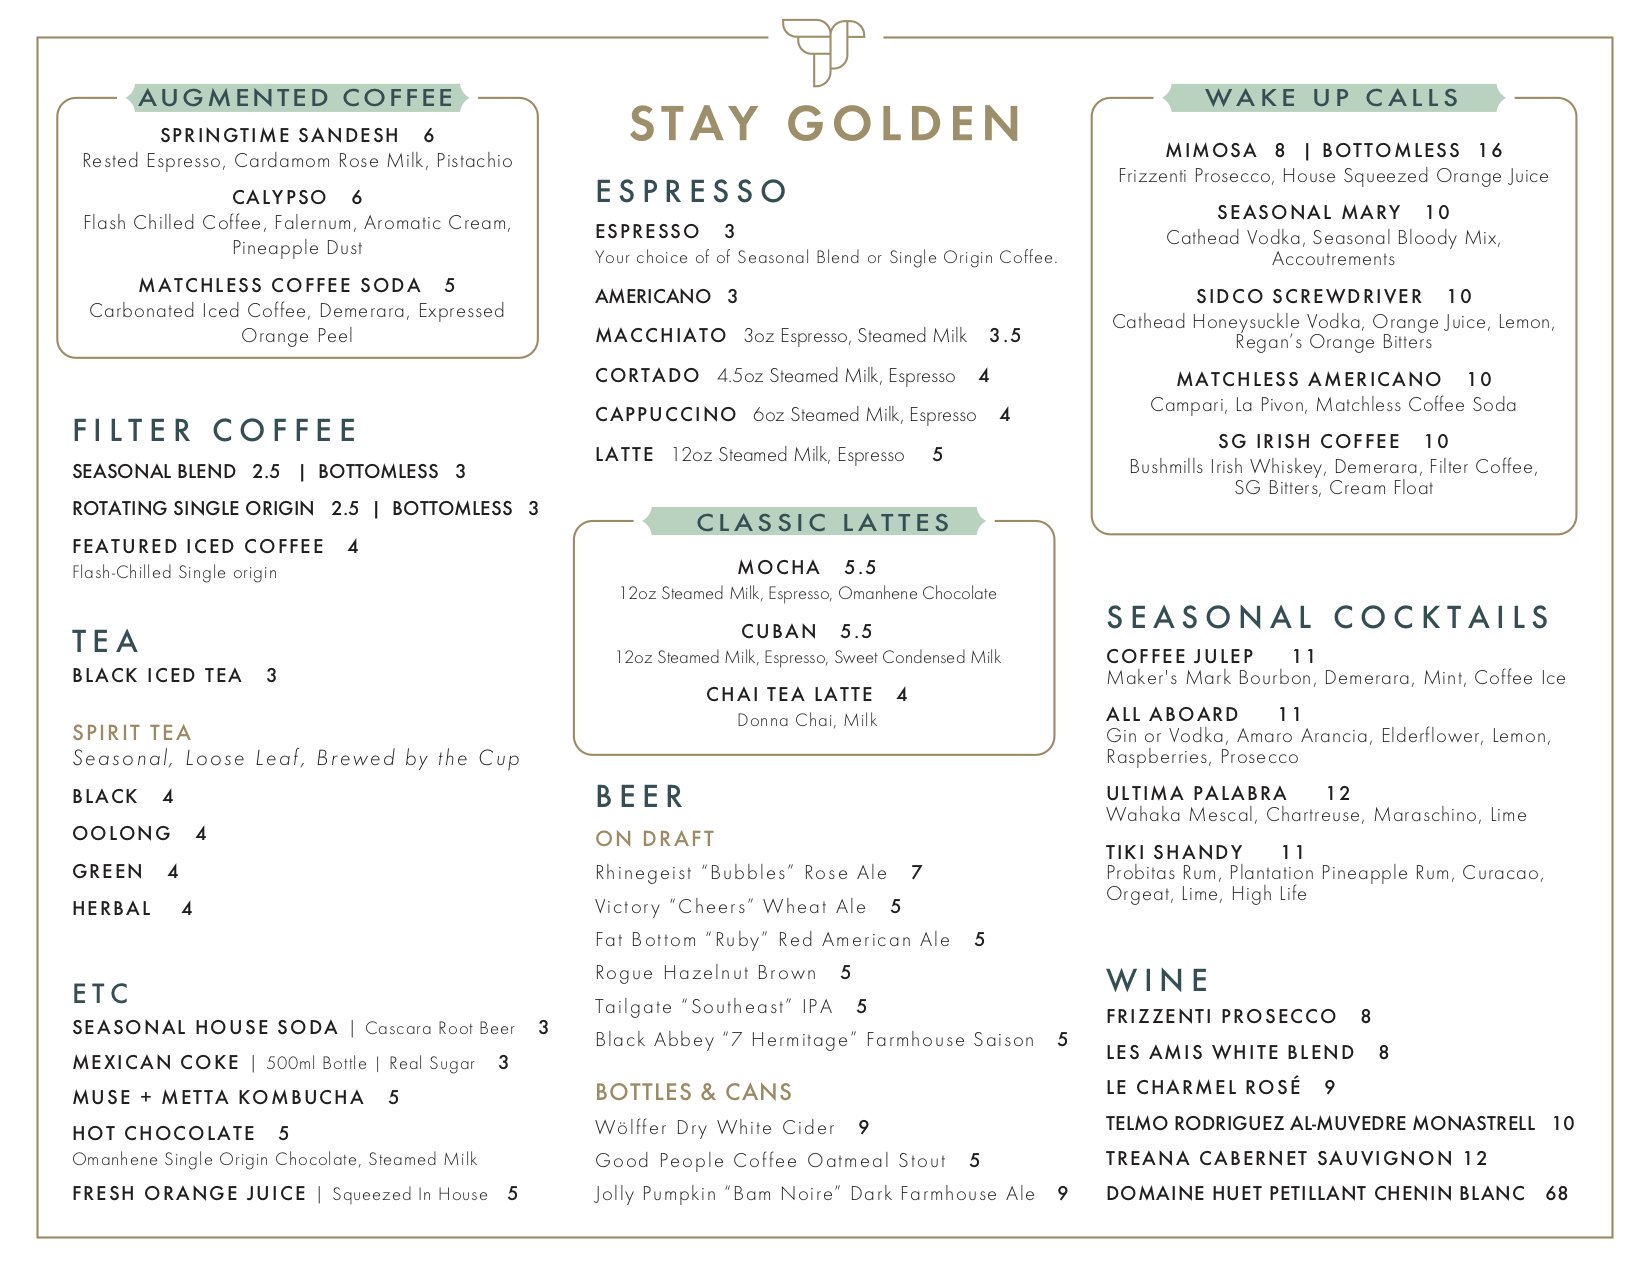 AUGMENTED COFFEE
SPRINGTIME SANDESH 6
Rested Espresso, Cardamom Rose Milk, Pistachio
CALYPSO 6
Flash Chilled Coffee, Falernum, Aromatic Cream,
Pineapple Dust
MATCHLESS COFFEE SODA 5
Carbonated Iced Coffee, Demerara, Expressed
Orange Peel
FILTER COFFEE
SEASONAL BLEND 2.5 | BOTTOMLESS 3
ROTATING SINGLE ORIGIN 2.5 | BOTTOMLESS 3
FEATURED ICED COFFEE 4
Flash-Chilled Single origin
TEA
BLACK ICED TEA 3
SPIRIT TEA
Seasonal, Loose Leaf, Brewed by the Cup
BLACK 4
OOLONG 4
GREEN 4
HERBAL 4
ETC
SEASONAL HOUSE SODA | Cascara Root Beer 3
MEXICAN COKE | 500ml Bottle | Real Sugar 3
MUSE + METTA KOMBUCHA 5
HOT CHOCOLATE 5
Omanhene Single Origin Chocolate, Steamed Milk
FRESH ORANGE JUICE | Squeezed In House 5
STAY GOLDEN
ESPRESSO
ESPRESSO 3
Your choice of of Seasonal Blend or Single Origin Coffee.
AMERICANO 3
MACCHIATO 3oz Espresso, Steamed Milk 3.5
CORTADO 4.5oz Steamed Milk, Espresso 4
CAPPUCCINO 6oz Steamed Milk, Espresso 4
LATTE 12oz Steamed Milk, Espresso 5
CLASSIC LATTES
MOCHA 5.5
12oz Steamed Milk, Espresso, Omanhene Chocolate
CUBAN 5.5
12oz Steamed Milk, Espresso, Sweet Condensed Milk
CHAI TEA LATTE 4
Donna Chai, Milk
BEER
ON DRAFT
Rhinegeist “Bubbles” Rose Ale 7
Victory “Cheers” Wheat Ale 5
Fat Bottom “Ruby” Red American Ale 5
Rogue Hazelnut Brown 5
Tailgate “Southeast” IPA 5
Black Abbey “7 Hermitage” Farmhouse Saison 5
BOTTLES & CANS
Wölffer Dry White Cider 9
Good People Coffee Oatmeal Stout 5
Jolly Pumpkin “Bam Noire” Dark Farmhouse Ale 9
WAKE UP CALLS
MIMOSA 8 | BOTTOMLESS 16
Frizzenti Prosecco, House Squeezed Orange Juice
SEASONAL MARY 10
Cathead Vodka, Seasonal Bloody Mix,
Accoutrements
SIDCO SCREWDRIVER 10
Cathead Honeysuckle Vodka, Orange Juice, Lemon,
Regan’s Orange Bitters
MATCHLESS AMERICANO 10
Campari, La Pivon, Matchless Coffee Soda
SG IRISH COFFEE 10
Bushmills Irish Whiskey, Demerara, Filter Coffee,
SG Bitters, Cream Float
SEASONAL COCKTAILS
COFFEE JULEP 11
Maker's Mark Bourbon, Demerara, Mint, Coffee Ice
ALL ABOARD 11
Gin or Vodka, Amaro Arancia, Elderflower, Lemon,
Raspberries, Prosecco
ULTIMA PALABRA 12
Wahaka Mescal, Chartreuse, Maraschino, Lime
TIKI SHANDY 11
Probitas Rum, Plantation Pineapple Rum, Curacao,
Orgeat, Lime, High Life
WINE
FRIZZENTI PROSECCO 8
LES AMIS WHITE BLEND 8
LE CHARMEL ROSÉ 9
TELMO RODRIGUEZ AL-MUVEDRE MONASTRELL 10
TREANA CABERNET SAUVIGNON 12
DOMAINE HUET PETILLANT CHENIN BLANC 68